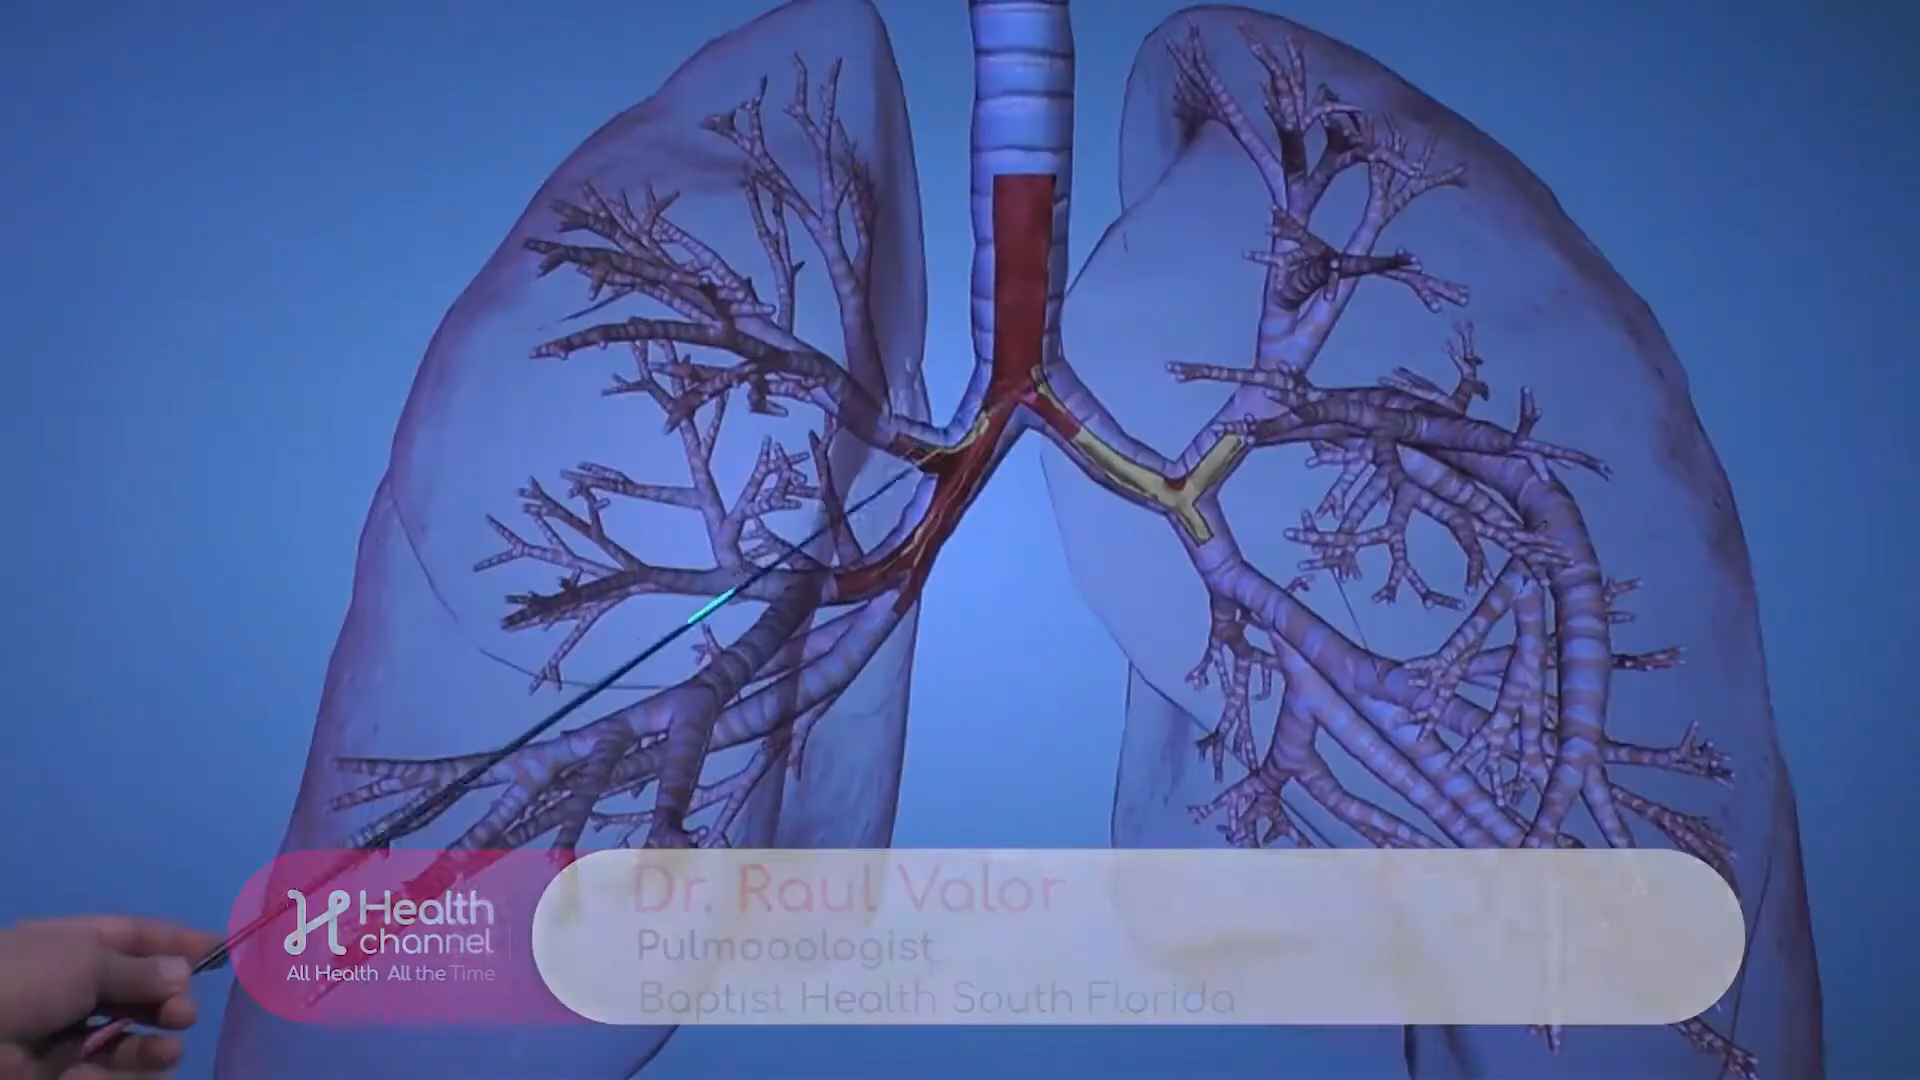 Health
channel
All Health All the Time
Dr. Raul Valor
Pulmooologist
Baptist Health South Florida